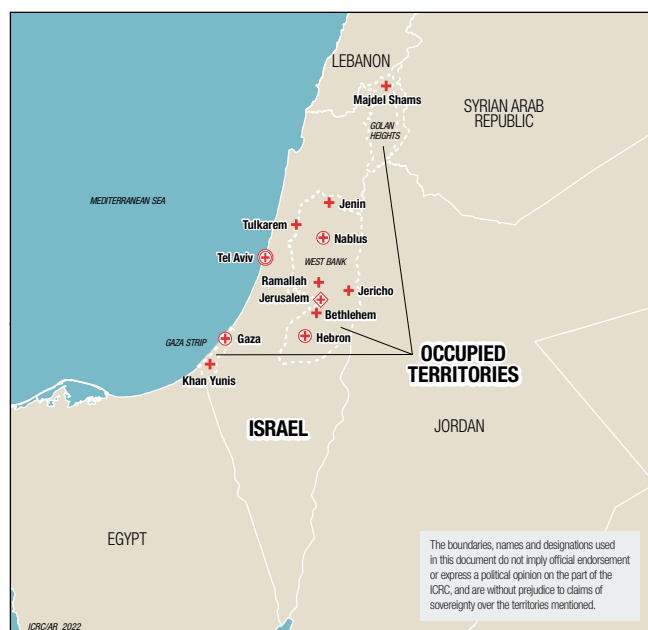 LEBANON
Majdel Shams
SYRIAN ARAB
REPUBLIC
GOLAN
HEIGHTS
MEDITERRANEAN SEA
Jenin
Tulkarem
Nablus
Tel Aviv
WEST BANK
Ramallah
Jericho
Jerusalem
Bethlehem
GAZA STRIP
Gaza
Hebron
OCCUPIED
TERRITORIES
Khan Yunis
ISRAEL
JORDAN
EGYPT
The boundaries, names and designations used
in this document do not imply official endorsement
or express a political opinion on the part of the
ICRC, and are without prejudice to claims of
sovereignty over the territories mentioned.
ICRC/AR 2022